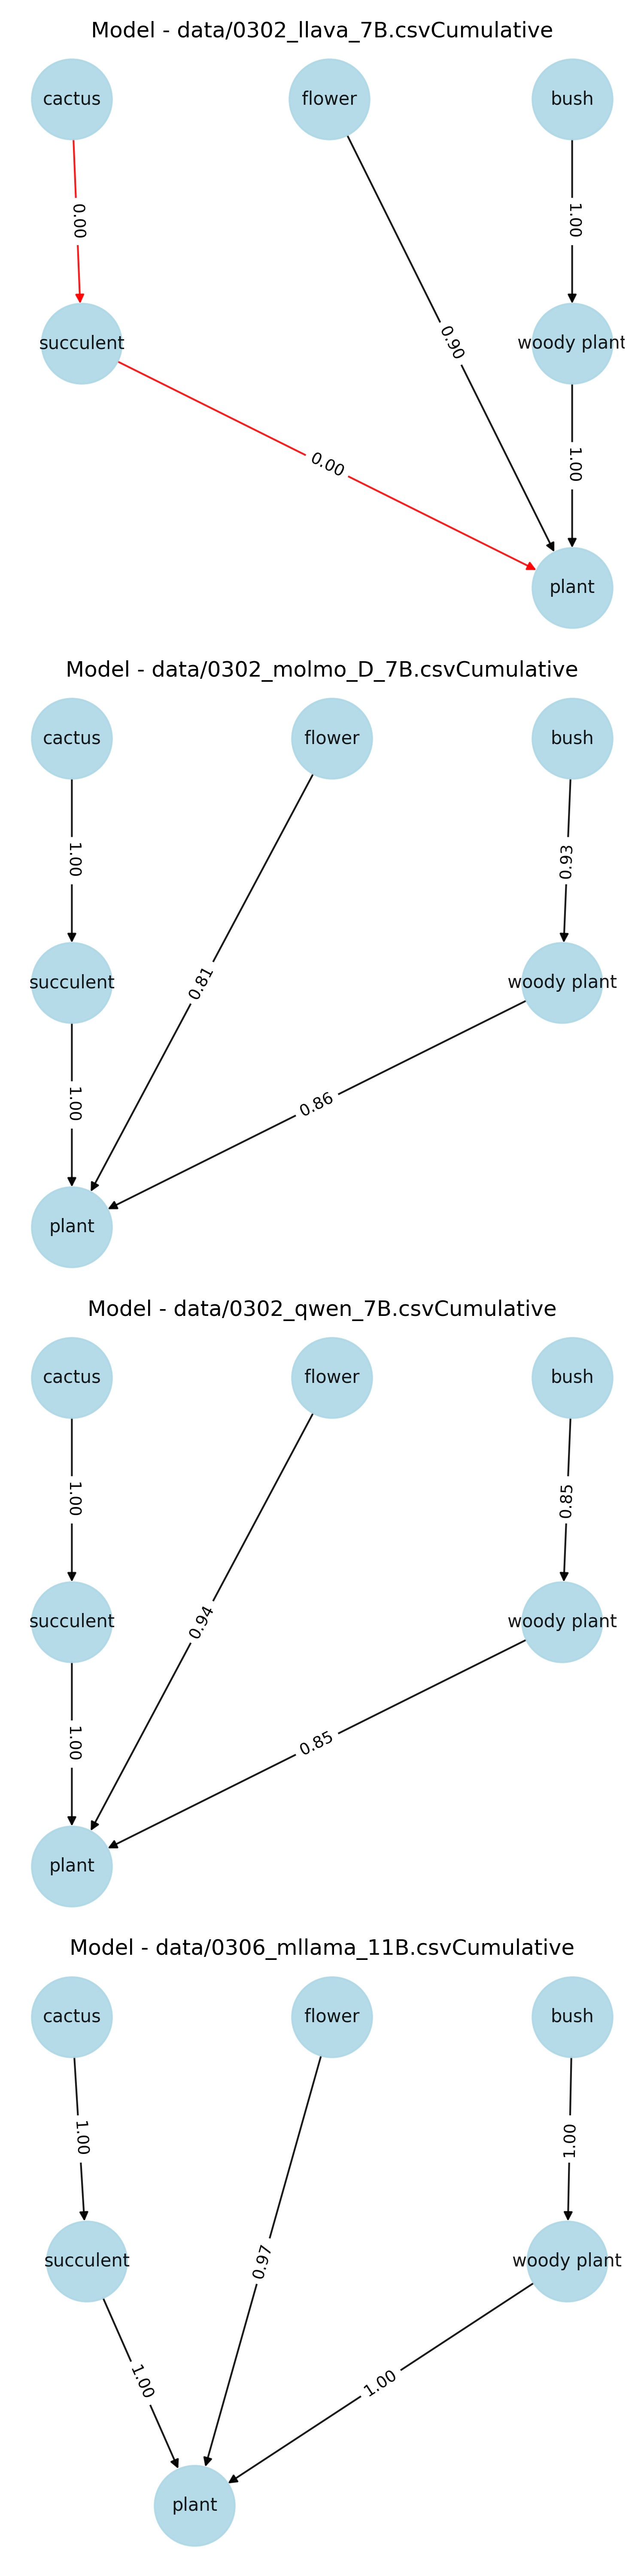 Model - data/0302_llava_7B.csvCumulative
cactus
flower
bush
0.00
1.00
succulent
0.90
woody plant
0.00
1.00
plant
Model - data/0302_molmo_D_7B.csvCumulative
cactus
flower
bush
1.00
0.93
succulent
0.81
woody plant
1.00
0.86
plant
Model - data/0302_qwen_7B.csvCumulative
cactus
flower
bush
1.00
0.85
succulent
0.94
woody plant
1.00
0.85
plant
Model - data/0306_mllama_11B.csvCumulative
cactus
flower
bush
1.00
1.00
succulent
0.97
woody plant
1.00
1.00
plant